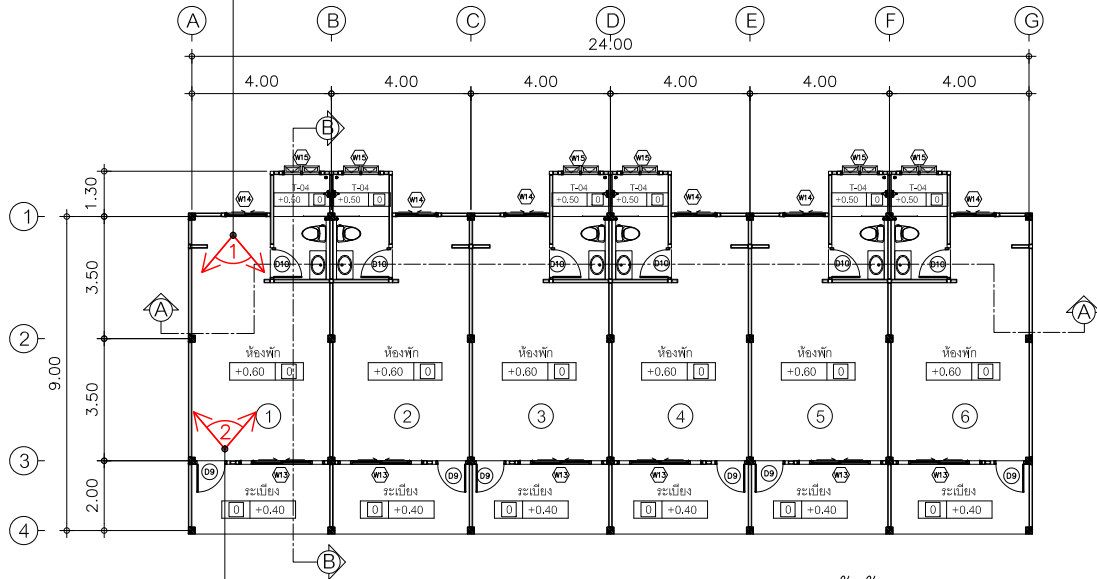 A B C D E F G
24.00
4.00 4.00 4.00 4.00 4.00 4.00
B
W15 W15 W15 W15 W15 W15
1.30
T-04 T-04 T-04 T-04 T-04 T-04
+0.50 0 +0.50 0 +0.50 0 +0.50 0 +0.50 0 +0.50 0
W14 W14 W14 W14 W14 W14
1
1
3.50
D10 D10 D10 D10 D10 D10
A A
2
ห้องพัก ห้องพัก ห้องพัก ห้องพัก ห้องพัก ห้องพัก
+0.60 0 +0.60 0 +0.60 0 +0.60 0 +0.60 0 +0.60 0
9.00
3.50
1 2 3 4 5 6
2
3
D9 W13 W13 D9 D9 W13 W13 D9 D9 W13 W13 D9
ระเบียง ระเบียง ระเบียง ระเบียง ระเบียง ระเบียง
2.00
0 +0.40 0 +0.40 0 +0.40 0 +0.40 0 +0.40 0 +0.40
4
B